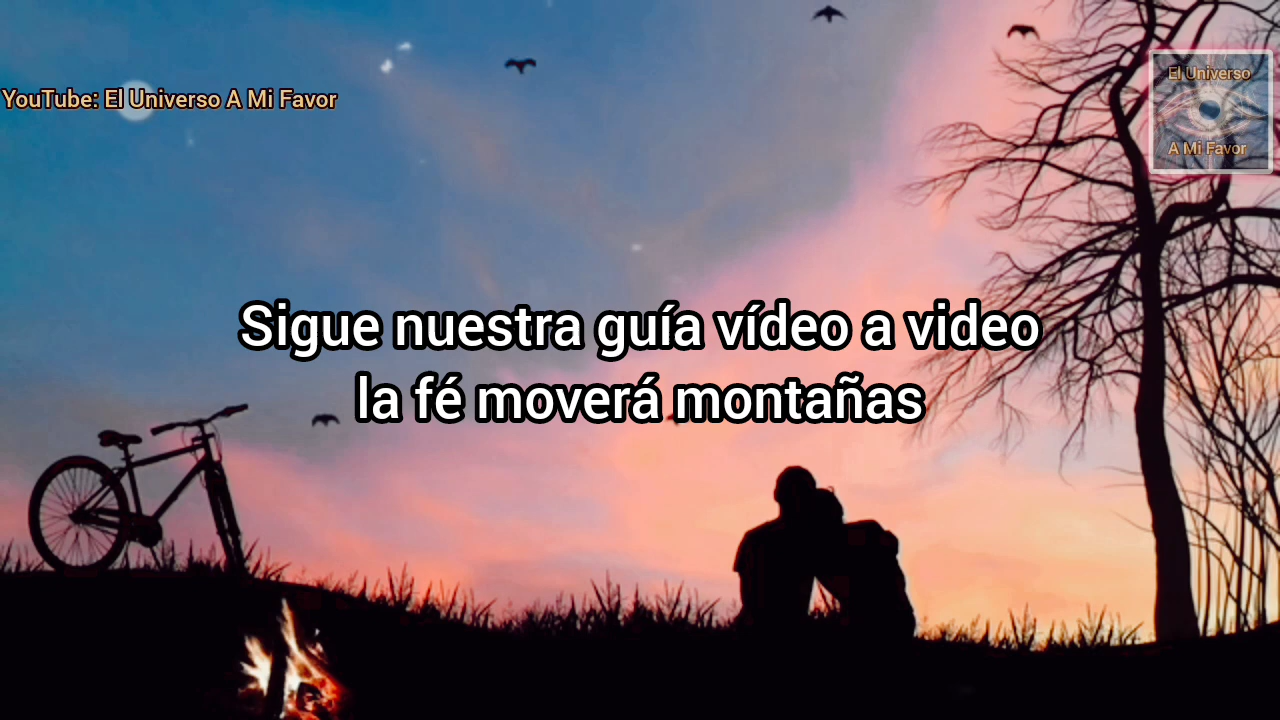 YouTube: El Universo A Mi Favor
El Universo
A Mi Favor
Sigue nuestra guía vídeo a video
la fé moverá montañas